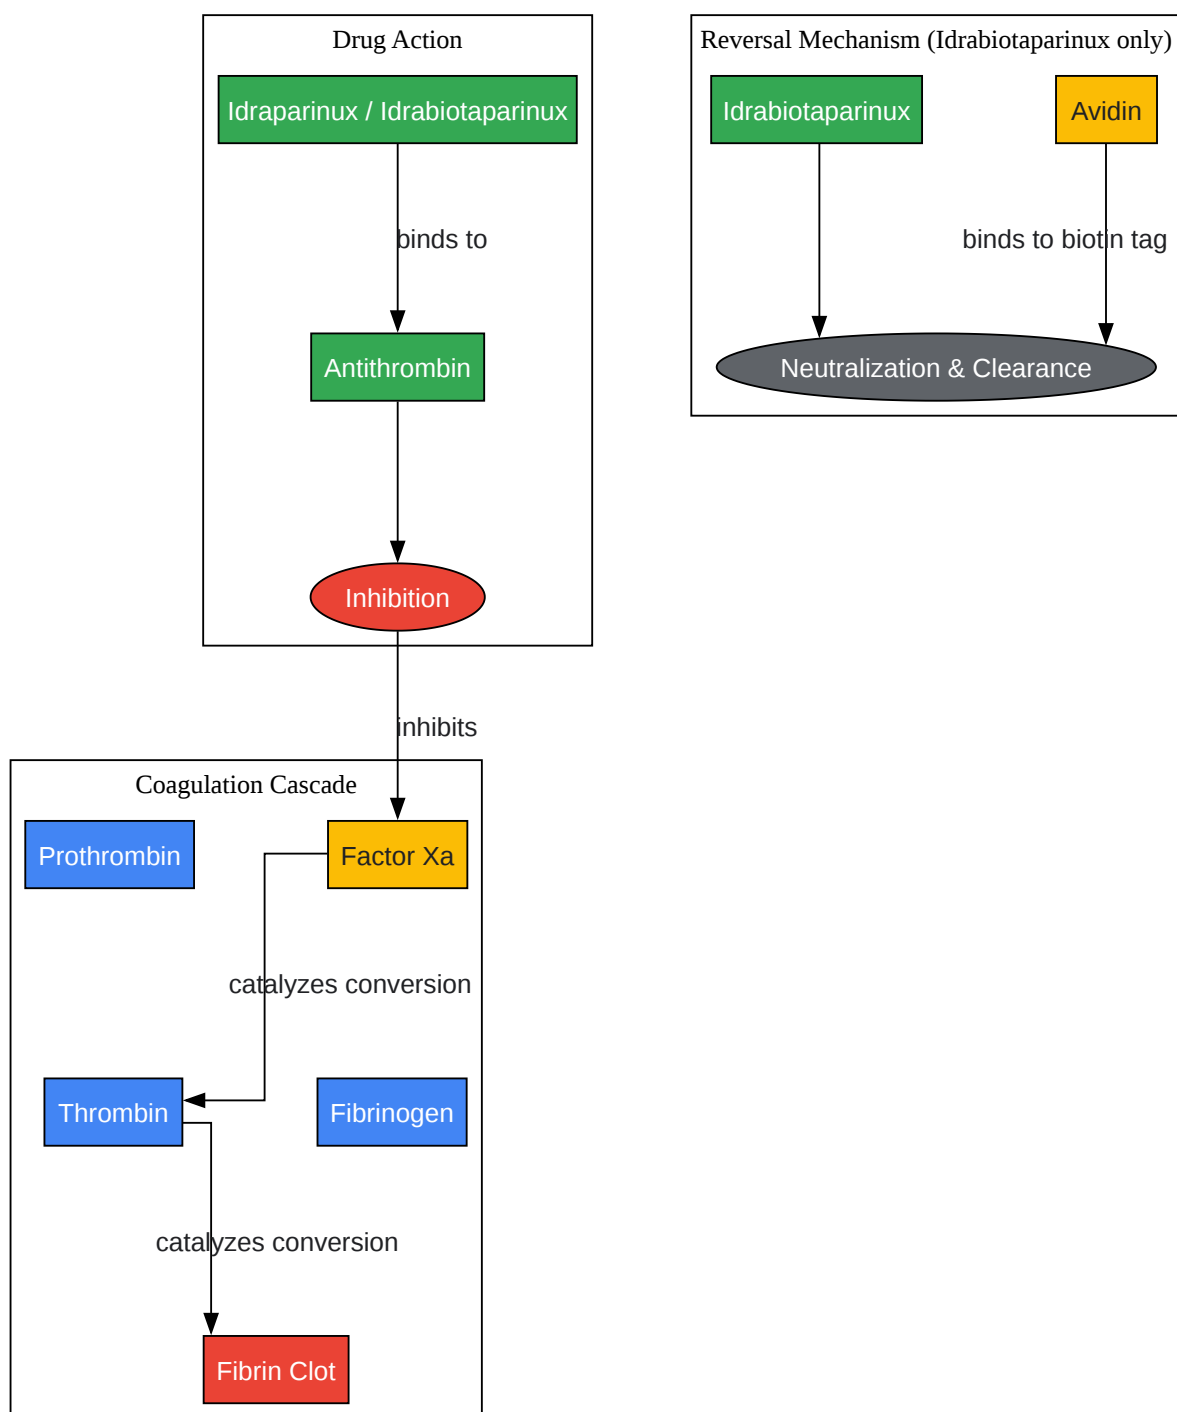 Drug Action
Idraparinux / Idrabiotaparinux
binds to
Antithrombin
Inhibition
inhibits
Reversal Mechanism (Idrabiotaparinux only)
Idrabiotaparinux
Avidin
binds to biotin tag
Neutralization & Clearance
Coagulation Cascade
Prothrombin
Factor Xa
catalyzes conversion
Thrombin
Fibrinogen
catalyzes conversion
Fibrin Clot